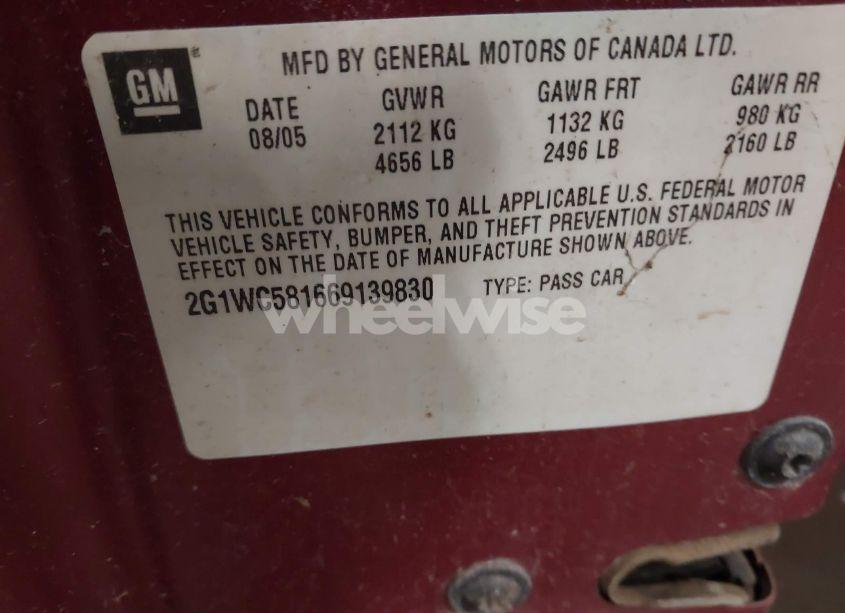 GM
MFD BY GENERAL MOTORS OF CANADA LTD.
DATE GVWR GAWR FRT GAWR RR
08/05 2112 KG 1132 KG 980 KG
4656 LB 2496 LB 2160 LB
THIS VEHICLE CONFORMS TO ALL APPLICABLE U.S. FEDERAL MOTOR
VEHICLE SAFETY, BUMPER, AND THEFT PREVENTION STANDARDS IN
EFFECT ON THE DATE OF MANUFACTURE SHOWN ABOVE.
2G1WC581669139830 TYPE: PASS CAR
wheelwise